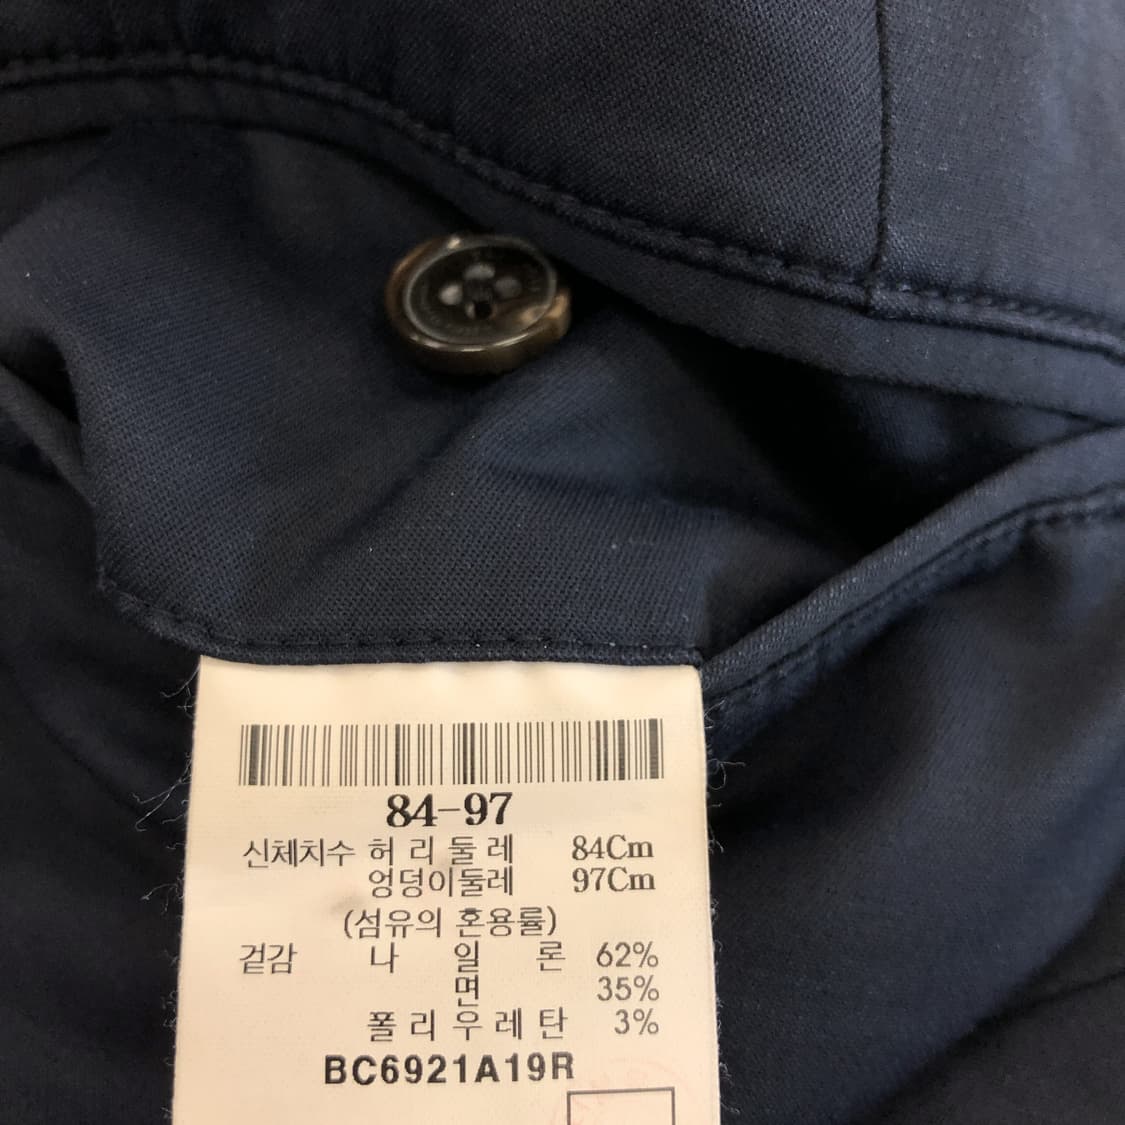 84-97
신체치수 허리둘레 84Cm
엉덩이둘레 97Cm
(섬유의 혼용률)
겉감 나일론 62%
면 35%
폴리우레탄 3%
BC6921A19R